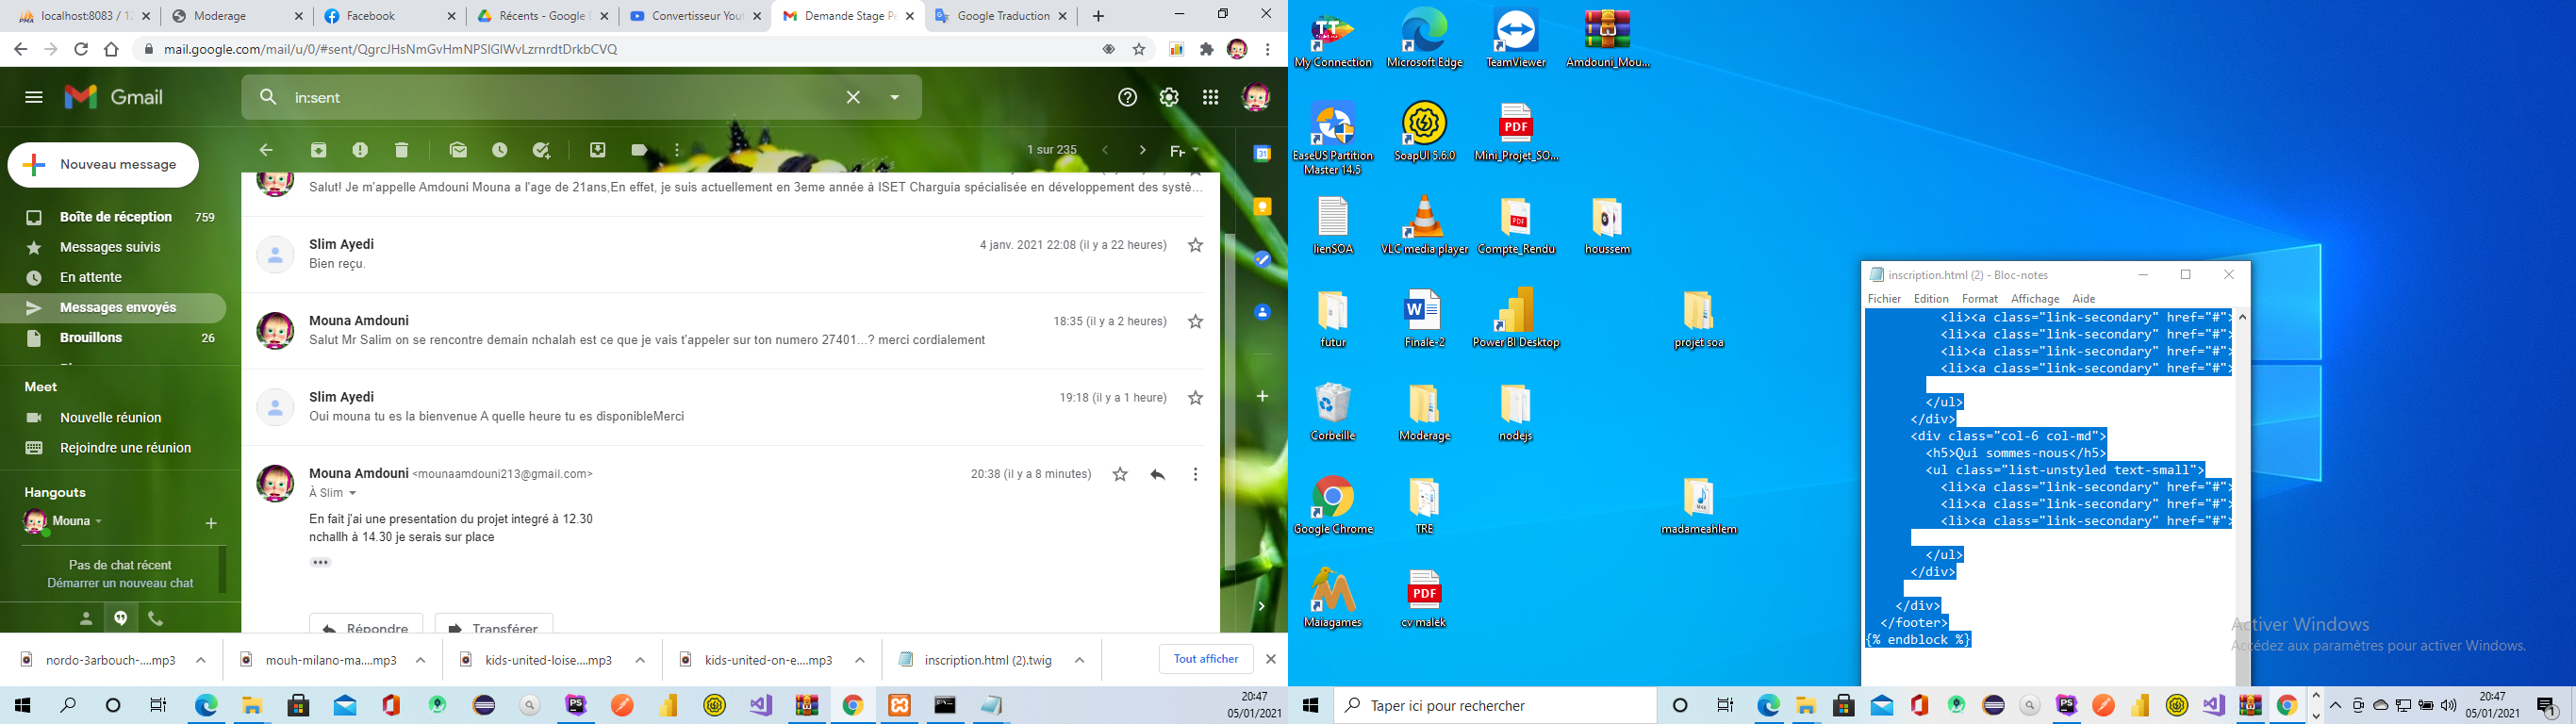 localhost:8083 / 12
Moderage
Facebook
Récents - Google D
Convertisseur Yout
Demande Stage Pe
Google Traduction
mail.google.com/mail/u/0/#sent/QgrcJHsNmGvHmNPSlGlWvLzrnrdtDrkbCVQ
Gmail
in:sent
Nouveau message
1 sur 235
Boîte de réception 759
Messages suivis
En attente
Messages envoyés
Brouillons 26
Meet
Nouvelle réunion
Rejoindre une réunion
Hangouts
Mouna
Pas de chat récent
Démarrer un nouveau chat
Salut! Je m'appelle Amdouni Mouna a l'age de 21ans,En effet, je suis actuellement en 3eme année à ISET Charguia spécialisée en développement des systè...
Slim Ayedi 4 janv. 2021 22:08 (il y a 22 heures)
Bien reçu.
Mouna Amdouni 18:35 (il y a 2 heures)
Salut Mr Salim on se rencontre demain nchalah est ce que je vais t'appeler sur ton numero 27401...? merci cordialement
Slim Ayedi 19:18 (il y a 1 heure)
Oui mouna tu es la bienvenue A quelle heure tu es disponibleMerci
Mouna Amdouni <mounaamdouni213@gmail.com> 20:38 (il y a 8 minutes)
À Slim
En fait j'ai une presentation du projet integré à 12.30
nchallh à 14.30 je serais sur place
Répondre Transférer
nordo-3arbouch-....mp3
mouh-milano-ma....mp3
kids-united-loise....mp3
kids-united-on-e....mp3
inscription.html (2).twig
Tout afficher
20:47
05/01/2021
My Connection
Microsoft Edge
TeamViewer
Amdouni_Mou...
EaseUS Partition
Master 14.5
SoapUI 5.6.0
Mini_Projet_SO...
lienSOA
VLC media player
Compte_Rendu
houssem
futur
Finale-2
Power BI Desktop
projet soa
Corbeille
Moderage
nodejs
Google Chrome
TRE
madameahlem
Maiagames
cv malek
inscription.html (2) - Bloc-notes
Fichier Edition Format Affichage Aide
<li><a class="link-secondary" href="#">
<li><a class="link-secondary" href="#">
<li><a class="link-secondary" href="#">
<li><a class="link-secondary" href="#">
</ul>
</div>
<div class="col-6 col-md">
<h5>Qui sommes-nous</h5>
<ul class="list-unstyled text-small">
<li><a class="link-secondary" href="#">
<li><a class="link-secondary" href="#">
<li><a class="link-secondary" href="#">
</ul>
</div>
</div>
</footer>
{% endblock %}
Activer Windows
Accédez aux paramètres pour activer Windows.
Taper ici pour rechercher
20:47
05/01/2021